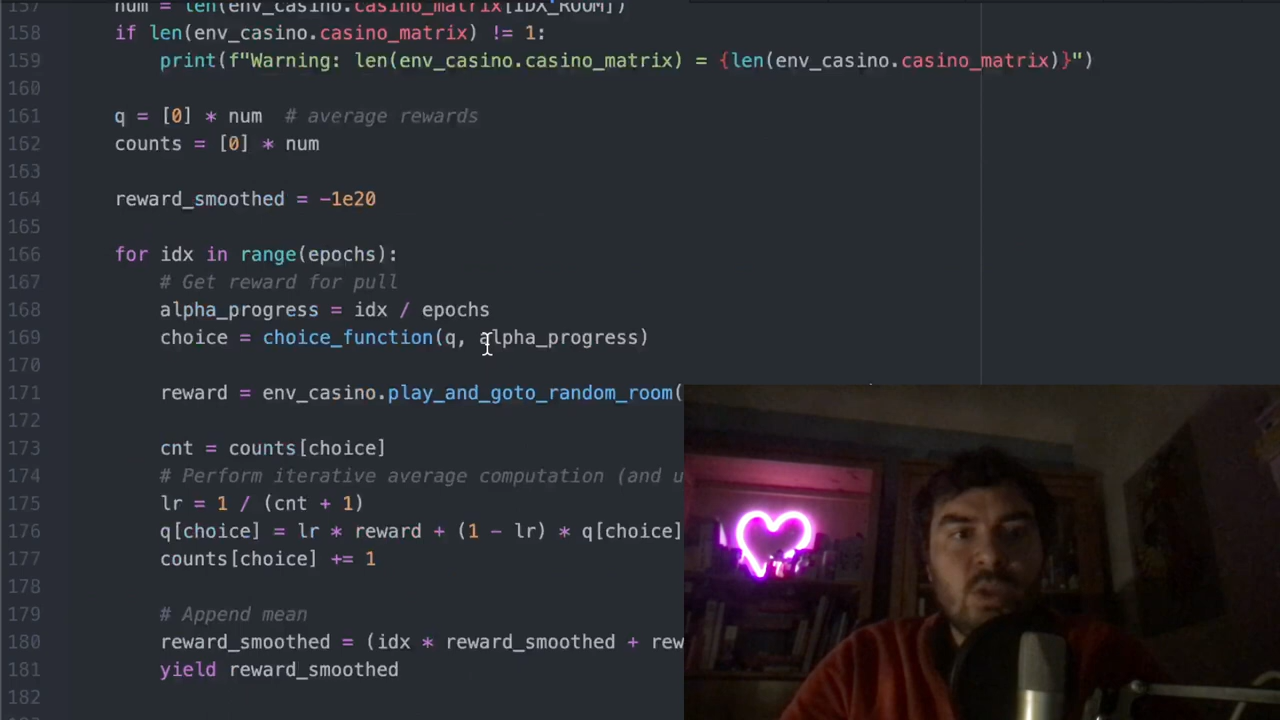 157 num = len(env_casino.casino_matrix[IDX_ROOM])
158 if len(env_casino.casino_matrix) != 1:
159 print(f"Warning: len(env_casino.casino_matrix) = {len(env_casino.casino_matrix)}")
160
161 q = [0] * num # average rewards
162 counts = [0] * num
163
164 reward_smoothed = -1e20
165
166 for idx in range(epochs):
167 # Get reward for pull
168 alpha_progress = idx / epochs
169 choice = choice_function(q, alpha_progress)
170
171 reward = env_casino.play_and_goto_random_room(
172
173 cnt = counts[choice]
174 # Perform iterative average computation (and u
175 lr = 1 / (cnt + 1)
176 q[choice] = lr * reward + (1 - lr) * q[choice]
177 counts[choice] += 1
178
179 # Append mean
180 reward_smoothed = (idx * reward_smoothed + rew
181 yield reward_smoothed
182